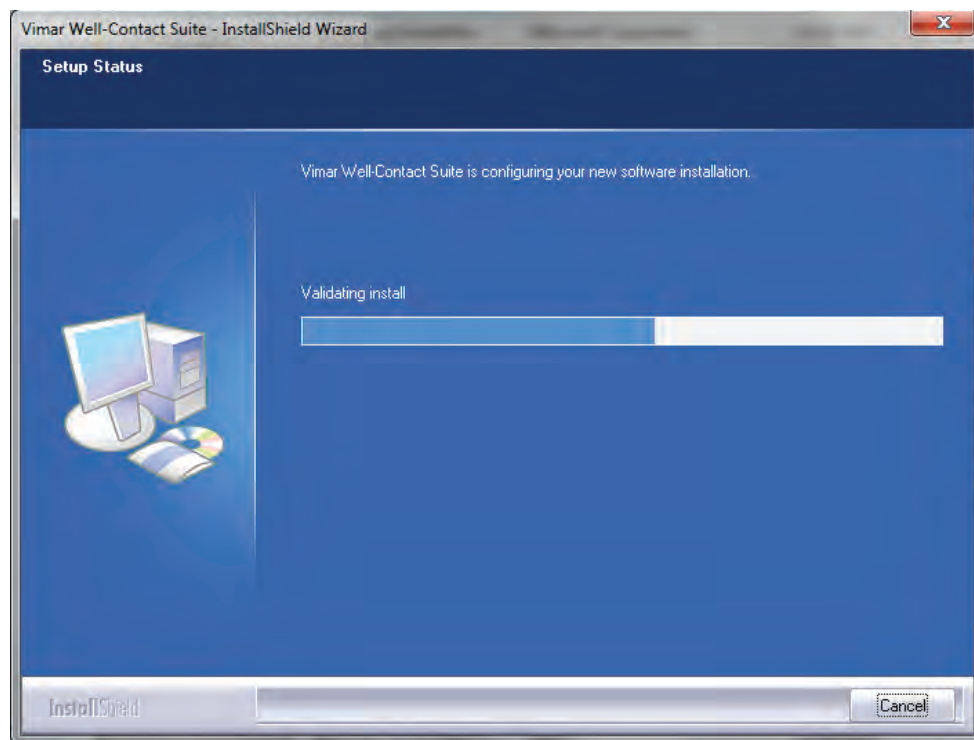 Vimar Well-Contact Suite - InstallShield Wizard
Setup Status
Vimar Well-Contact Suite is configuring your new software installation.
Validating install
InstallShield
Cancel